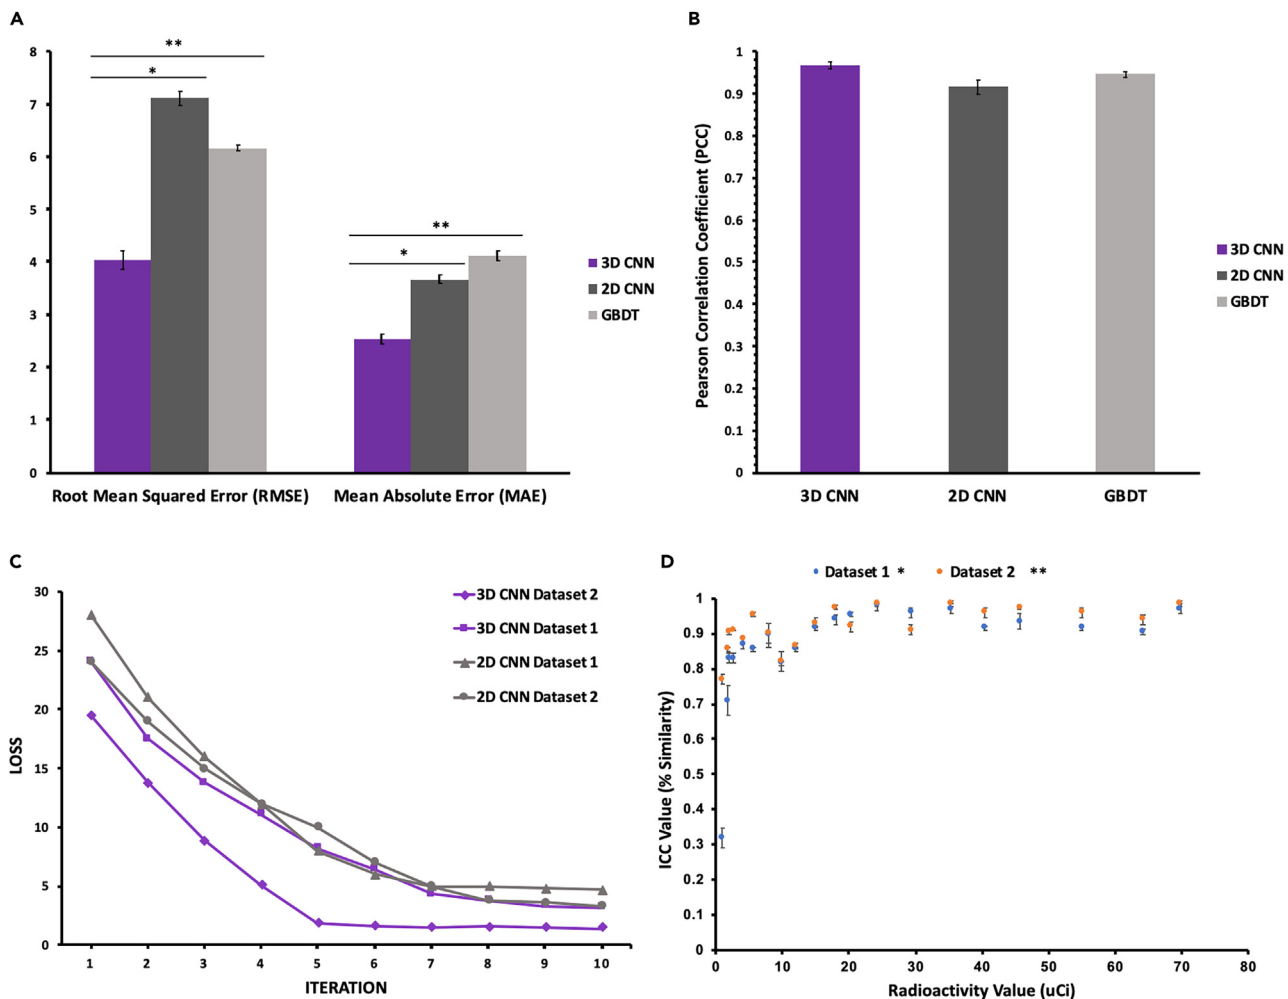 A
**
*
8
7
6
5
4
3
2
1
0
**
*
3D CNN
2D CNN
GBDT
Root Mean Squared Error (RMSE)
Mean Absolute Error (MAE)
B
Pearson Correlation Coefficient (PCC)
1
0.9
0.8
0.7
0.6
0.5
0.4
0.3
0.2
0.1
0
3D CNN
2D CNN
GBDT
3D CNN
2D CNN
GBDT
C
LOSS
30
25
20
15
10
5
0
3D CNN Dataset 2
3D CNN Dataset 1
2D CNN Dataset 1
2D CNN Dataset 2
1 2 3 4 5 6 7 8 9 10
ITERATION
D
Dataset 1 * Dataset 2 **
ICC Value (% Similarity)
1
0.9
0.8
0.7
0.6
0.5
0.4
0.3
0.2
0.1
0
0 10 20 30 40 50 60 70 80
Radioactivity Value (uCi)